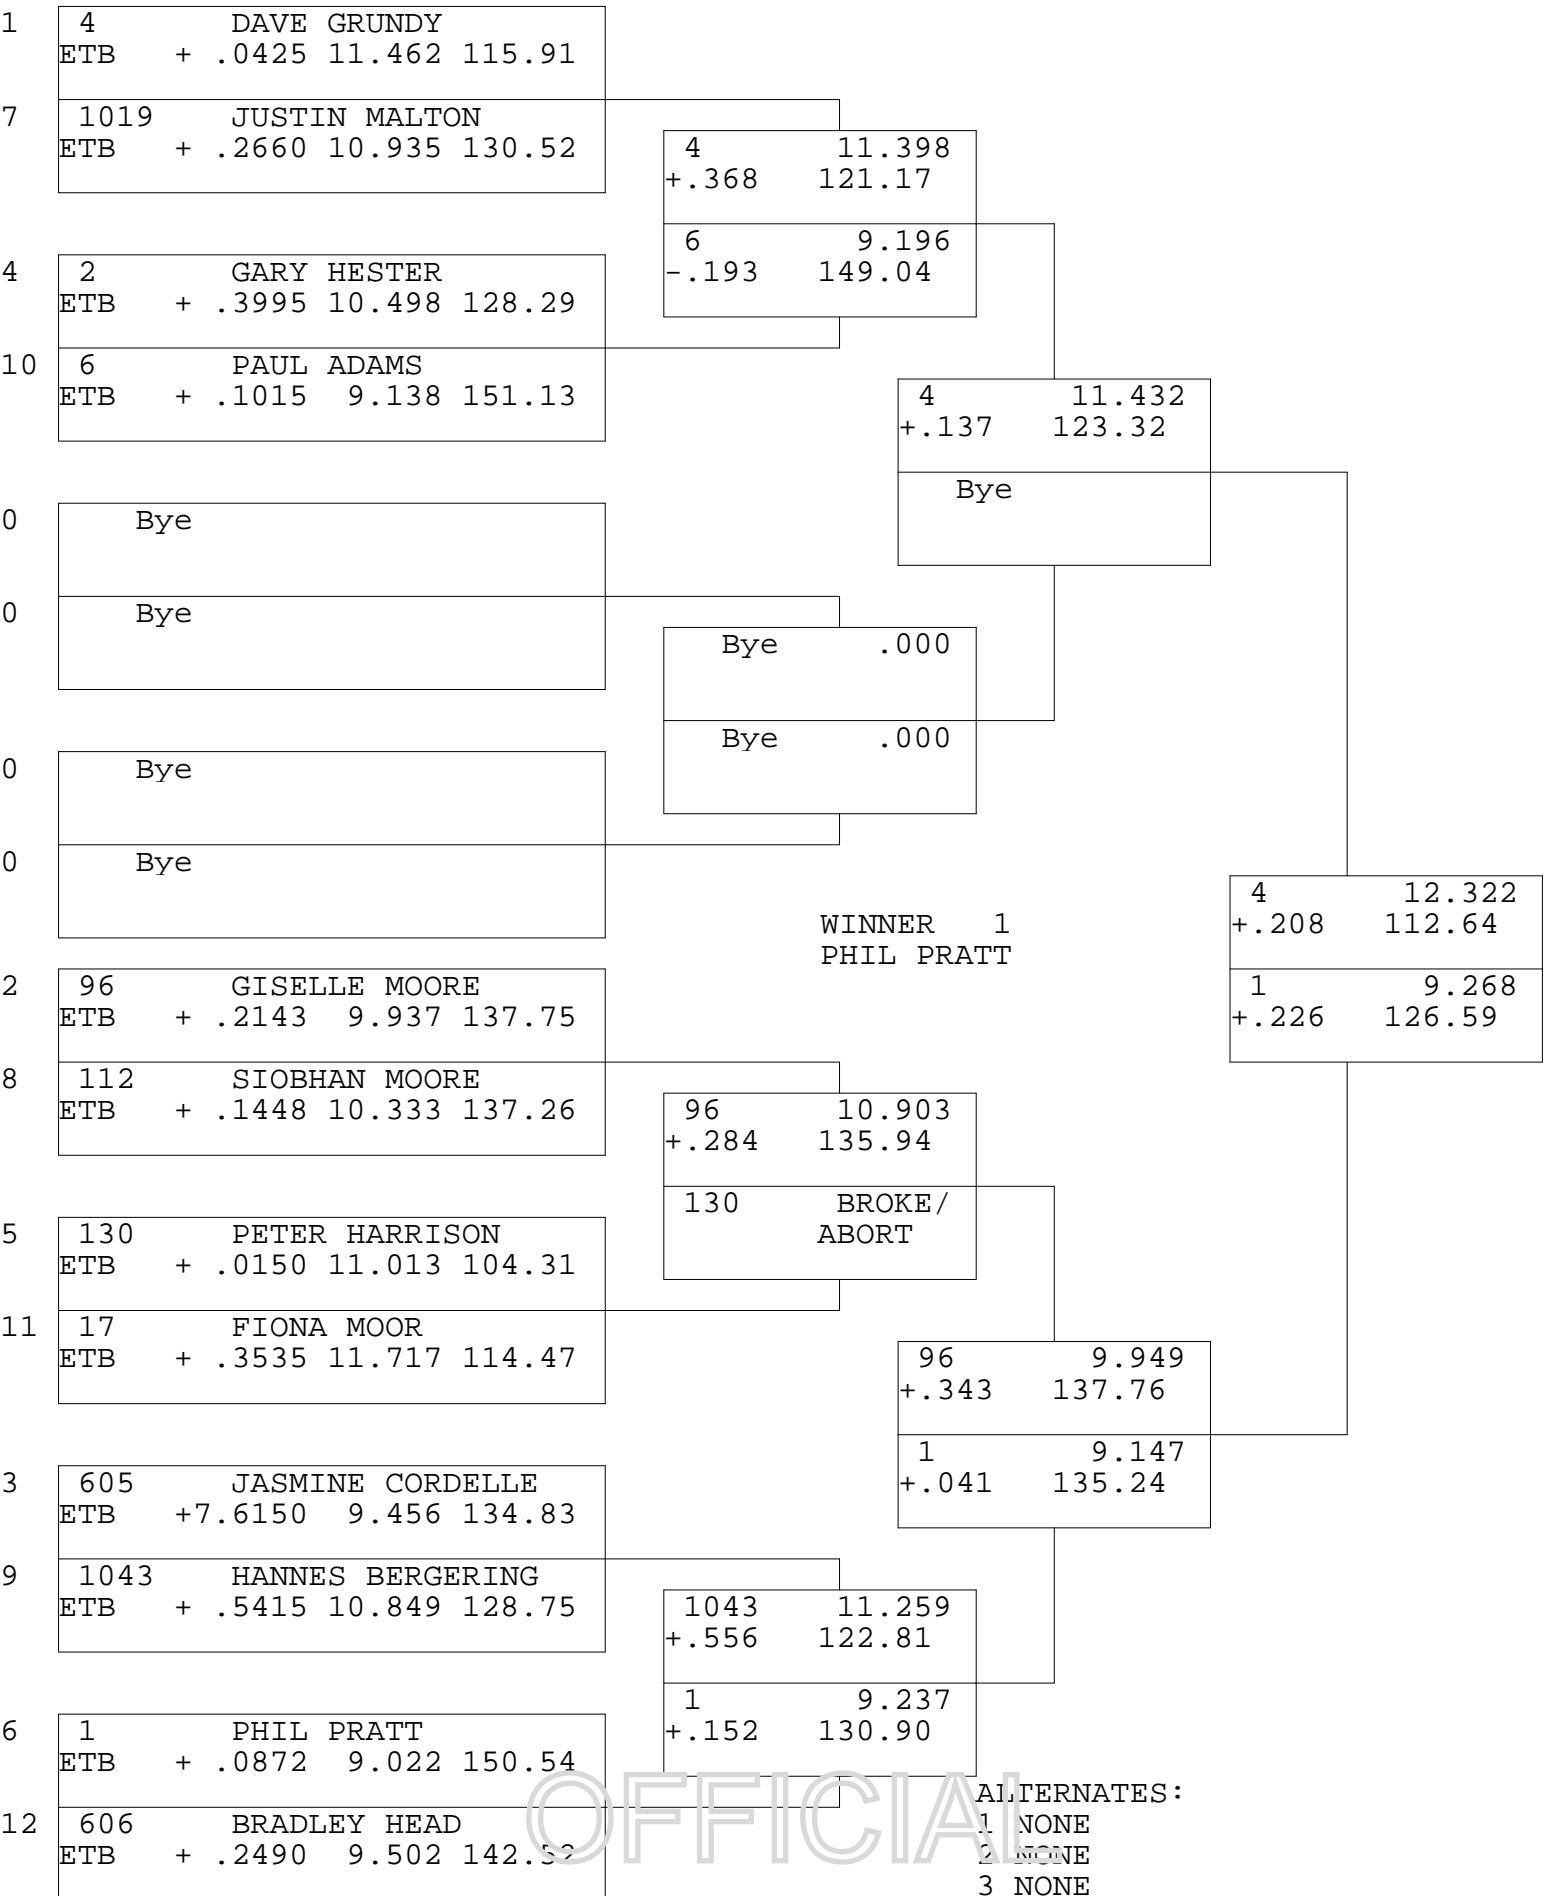 1 4 DAVE GRUNDY
ETB + .0425 11.462 115.91
7 1019 JUSTIN MALTON
ETB + .2660 10.935 130.52
4 11.398
+.368 121.17
6 9.196
-.193 149.04
4 2 GARY HESTER
ETB + .3995 10.498 128.29
10 6 PAUL ADAMS
ETB + .1015 9.138 151.13
4 11.432
+.137 123.32
Bye
0 Bye
0 Bye
Bye .000
Bye .000
0 Bye
0 Bye
WINNER 1
PHIL PRATT
4 12.322
+.208 112.64
1 9.268
+.226 126.59
2 96 GISELLE MOORE
ETB + .2143 9.937 137.75
8 112 SIOBHAN MOORE
ETB + .1448 10.333 137.26
96 10.903
+.284 135.94
130 BROKE/
ABORT
5 130 PETER HARRISON
ETB + .0150 11.013 104.31
11 17 FIONA MOOR
ETB + .3535 11.717 114.47
96 9.949
+.343 137.76
1 9.147
+.041 135.24
3 605 JASMINE CORDELLE
ETB +7.6150 9.456 134.83
9 1043 HANNES BERGERING
ETB + .5415 10.849 128.75
1043 11.259
+.556 122.81
1 9.237
+.152 130.90
6 1 PHIL PRATT
ETB + .0872 9.022 150.54
12 606 BRADLEY HEAD
ETB + .2490 9.502 142.52
OFFICIAL
ALTERNATES:
1 NONE
2 NONE
3 NONE